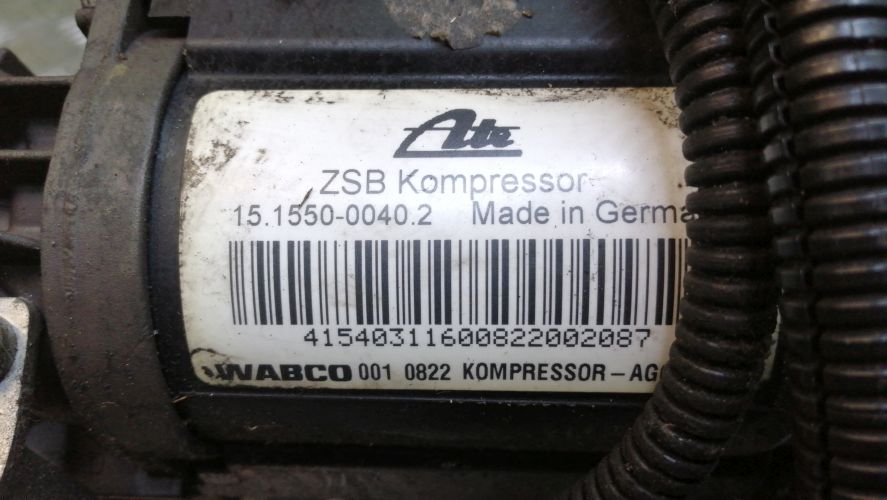 Ate
ZSB Kompressor
15.1550-0040.2 Made in Germa
41540311600822002087
WABCO 001 0822 KOMPRESSOR-AG